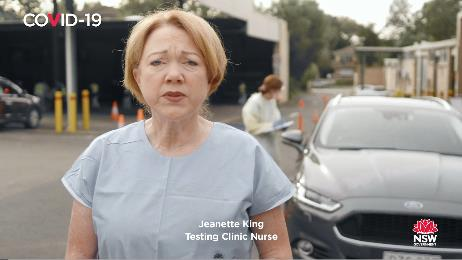 COVID-19
Jeanette King
Testing Clinic Nurse
NSW
GOVERNMENT